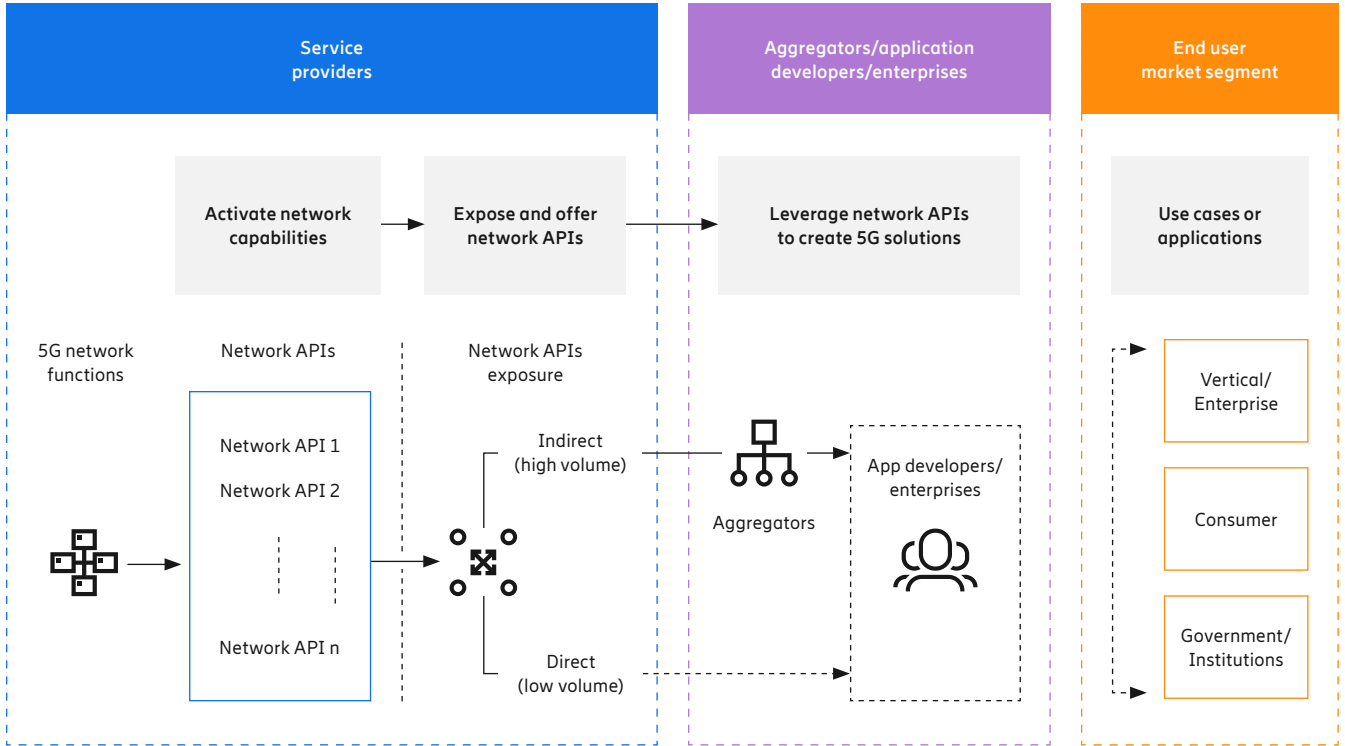 Service
providers
Aggregators/application
developers/enterprises
End user
market segment
Activate network
capabilities
Expose and offer
network APIs
Leverage network APIs
to create 5G solutions
Use cases or
applications
5G network
functions
Network APIs
Network APIs
exposure
Network API 1
Network API 2
Network API n
Indirect
(high volume)
Direct
(low volume)
Aggregators
App developers/
enterprises
Vertical/
Enterprise
Consumer
Government/
Institutions